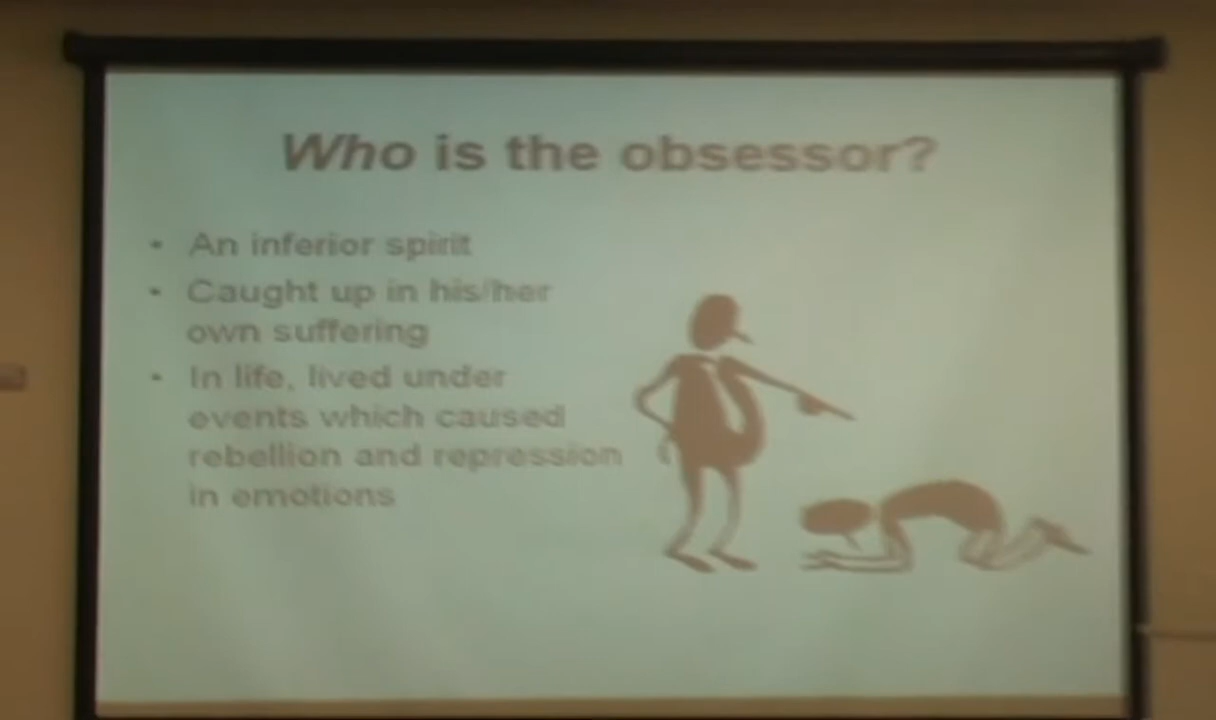 Who is the obsessor?
• An inferior spirit
• Caught up in his/her
own suffering
• In life, lived under
events which caused
rebellion and repression
in emotions